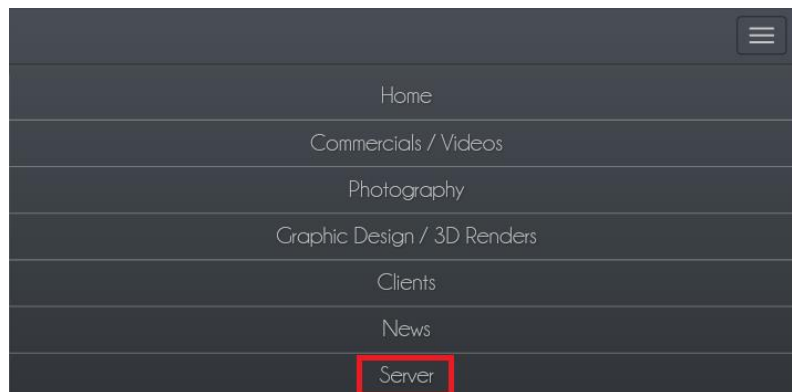 Home
Commercials / Videos
Photography
Graphic Design / 3D Renders
Clients
News
Server